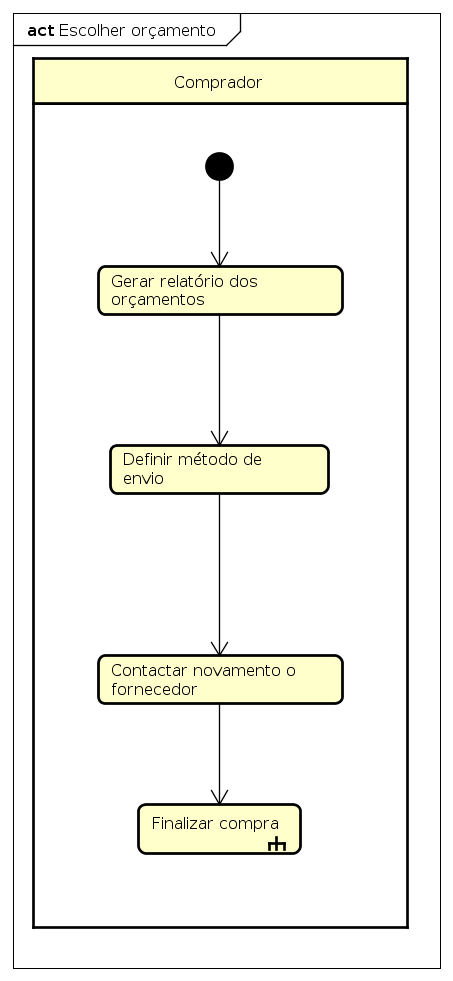 act Escolher orçamento
Comprador
Gerar relatório dos
orçamentos
Definir método de
envio
Contactar novamento o
fornecedor
Finalizar compra